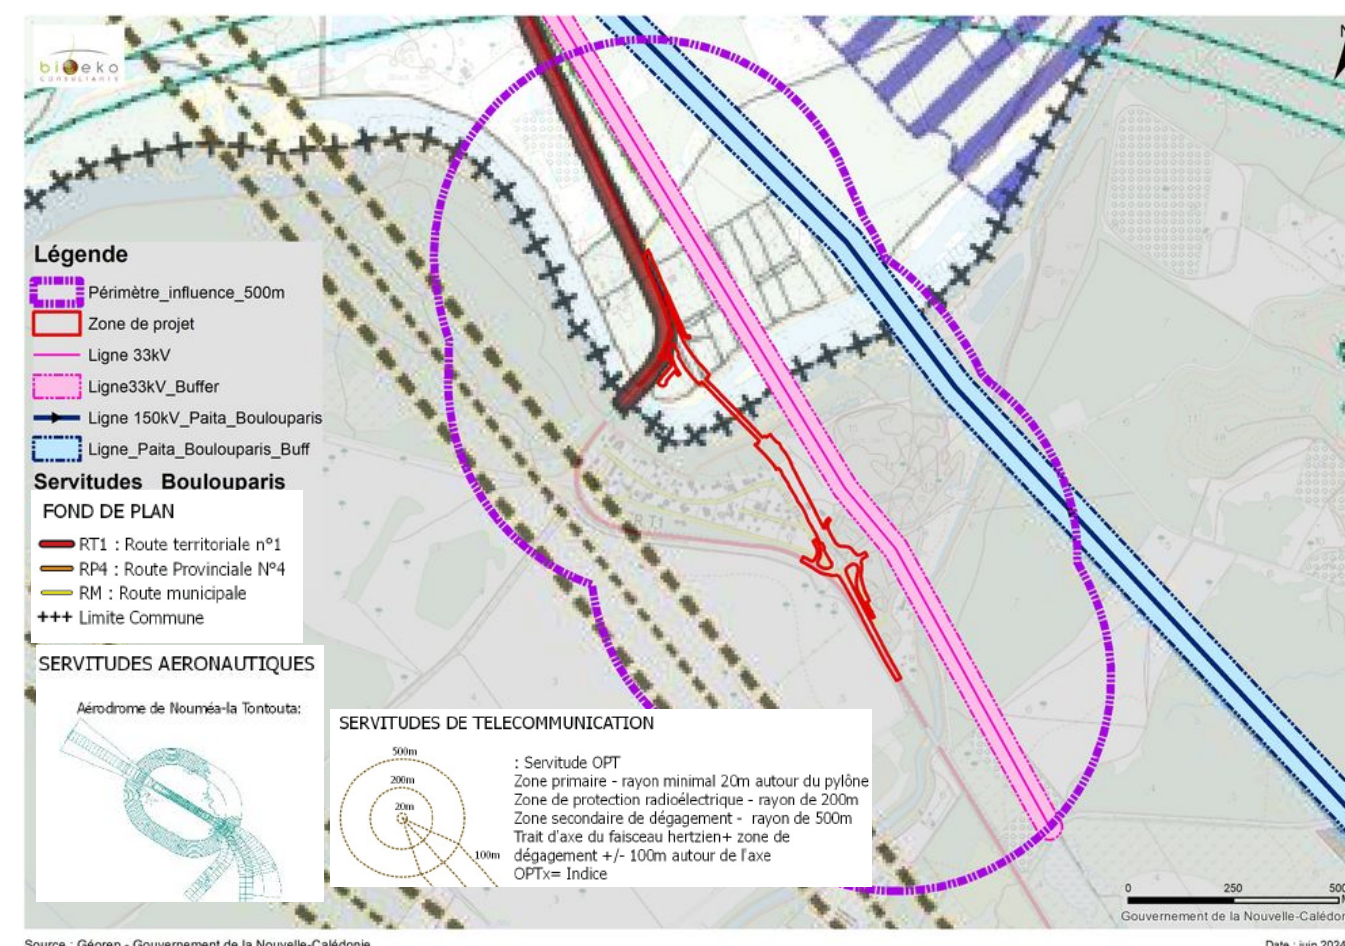 bioeko
CONSULTANTS
N
Légende
Périmètre_influence_500m
Zone de projet
Ligne 33kV
Ligne33kV_Buffer
Ligne 150kV_Paita_Boulouparis
Ligne_Paita_Boulouparis_Buff
Servitudes Boulouparis
FOND DE PLAN
RT1 : Route territoriale n°1
RP4 : Route Provinciale N°4
RM : Route municipale
+++ Limite Commune
SERVITUDES AERONAUTIQUES
Aérodrome de Nouméa-la Tontouta:
SERVITUDES DE TELECOMMUNICATION
500m
200m
20m
100m
: Servitude OPT
Zone primaire - rayon minimal 20m autour du pylône
Zone de protection radioélectrique - rayon de 200m
Zone secondaire de dégagement - rayon de 500m
Trait d'axe du faisceau hertzien+ zone de
dégagement +/- 100m autour de l'axe
OPTx= Indice
RT1
0 250 500
Gouvernement de la Nouvelle-Calédon
Source : Géorep - Gouvernement de la Nouvelle-Calédonie
Date : juin 2024